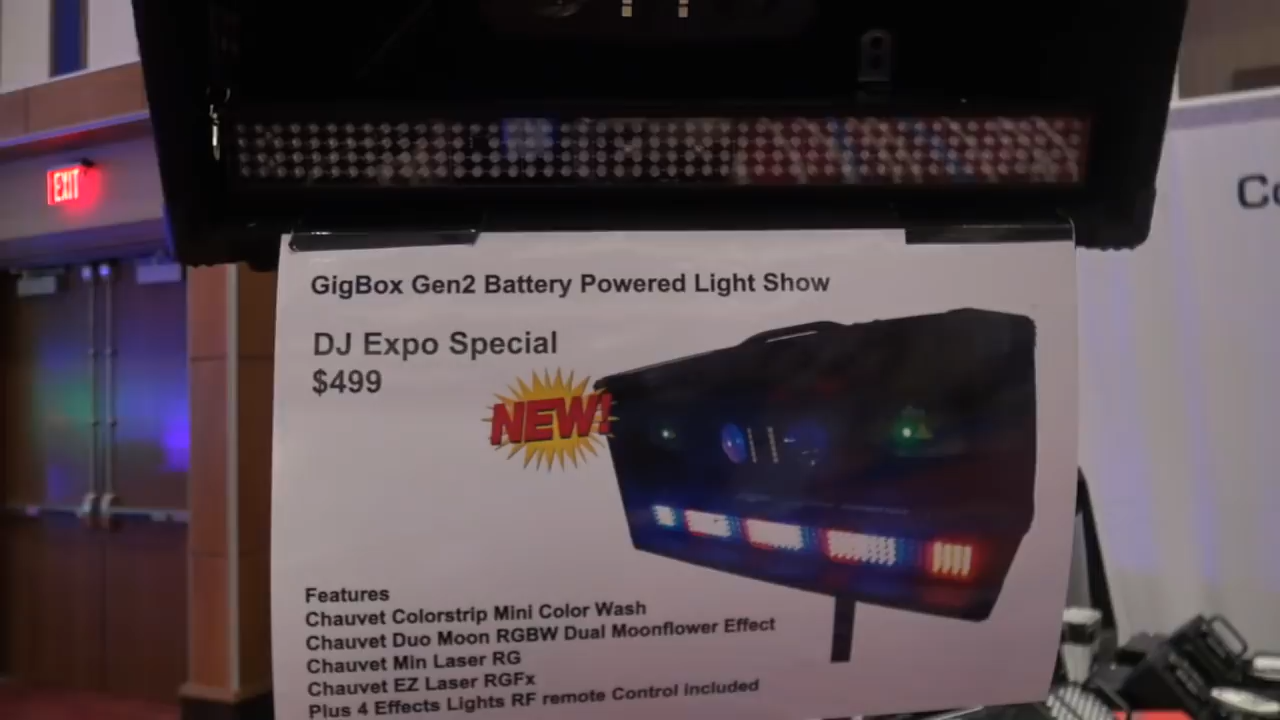 EXIT
Co
GigBox Gen2 Battery Powered Light Show
DJ Expo Special
$499
NEW!
Features
Chauvet Colorstrip Mini Color Wash
Chauvet Duo Moon RGBW Dual Moonflower Effect
Chauvet Min Laser RG
Chauvet EZ Laser RGFx
Plus 4 Effects Lights RF remote Control included